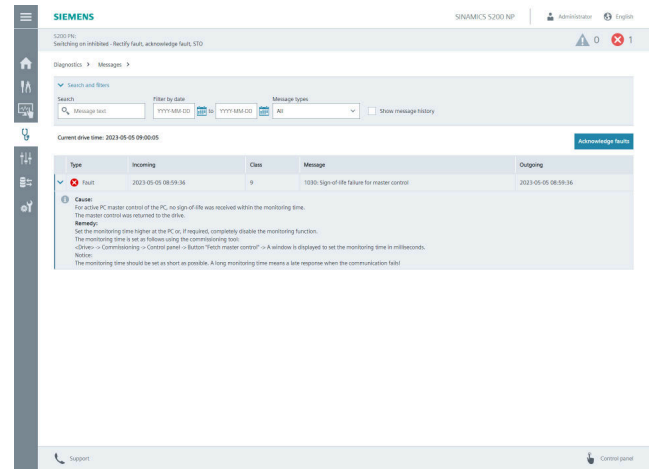 SIEMENS
SINAMICS S200 NP
Administrator
English
S200 PN:
Switching on inhibited - Rectify fault, acknowledge fault, STO
0
1
Diagnostics > Messages >
Search and filters
Search
Filter by date
Message types
Message text
YYYY-MM-DD
to
YYYY-MM-DD
All
Show message history
Current drive time: 2023-05-05 09:00:05
Acknowledge faults
Type
Incoming
Class
Message
Outgoing
Fault
2023-05-05 08:59:36
9
1030: Sign-of-life failure for master control
2023-05-05 08:59:36
Cause:
For active PC master control of the PC, no sign-of-life was received within the monitoring time.
The master control was returned to the drive.
Remedy:
Set the monitoring time higher at the PC or, if required, completely disable the monitoring function.
The monitoring time is set as follows using the commissioning tool:
<Drive> -> Commissioning -> Control panel -> Button "Fetch master control" -> A window is displayed to set the monitoring time in milliseconds.
Notice:
The monitoring time should be set as short as possible. A long monitoring time means a late response when the communication fails!
Support
Control panel